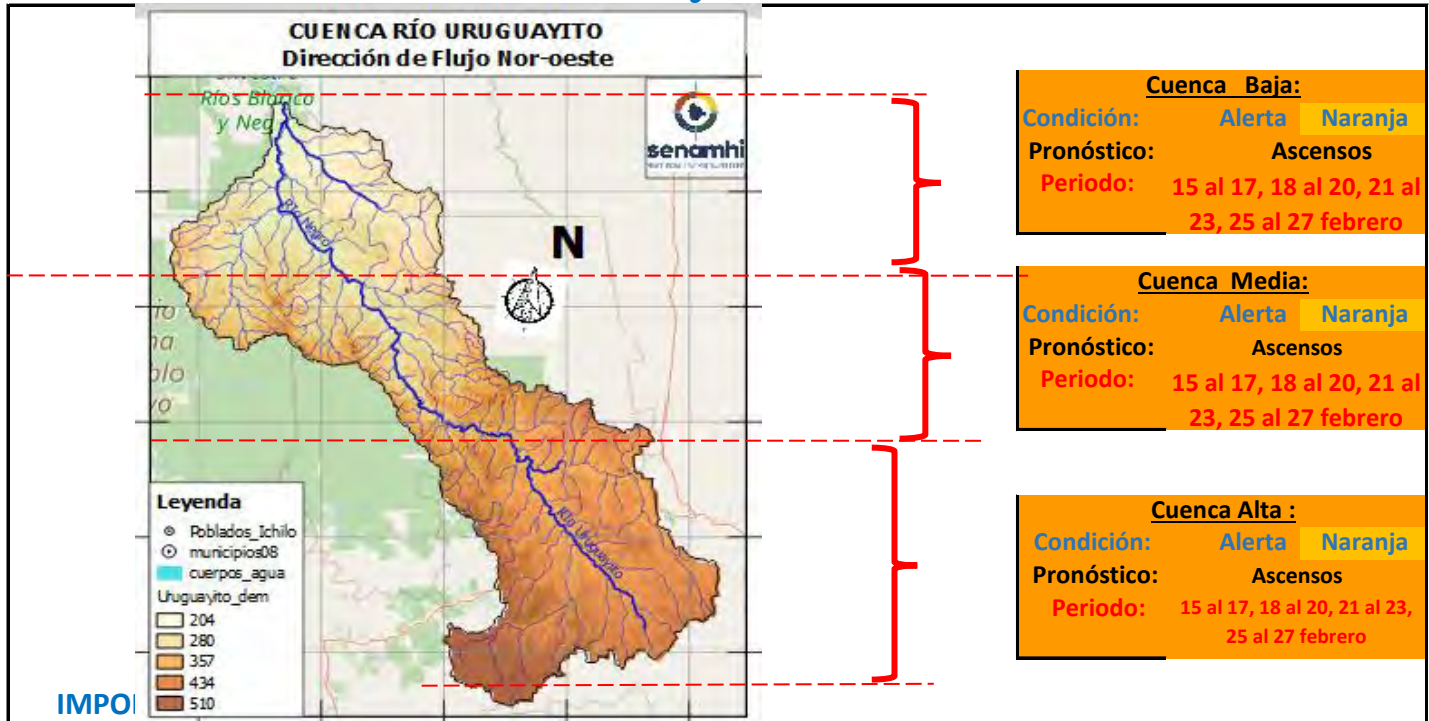 CUENCA RÍO URUGUAYITO
Dirección de Flujo Nor-oeste
Ríos Blanco
y Neg
senamhi
N
Río Negro
Río Uruguayito
Leyenda
Poblados_Ichilo
municipios08
cuerpos_agua
Uruguayito_dem
204
280
357
434
510
IMPO
Cuenca Baja:
Condición: Alerta Naranja
Pronóstico: Ascensos
Periodo: 15 al 17, 18 al 20, 21 al
23, 25 al 27 febrero
Cuenca Media:
Condición: Alerta Naranja
Pronóstico: Ascensos
Periodo: 15 al 17, 18 al 20, 21 al
23, 25 al 27 febrero
Cuenca Alta :
Condición: Alerta Naranja
Pronóstico: Ascensos
Periodo: 15 al 17, 18 al 20, 21 al 23,
25 al 27 febrero